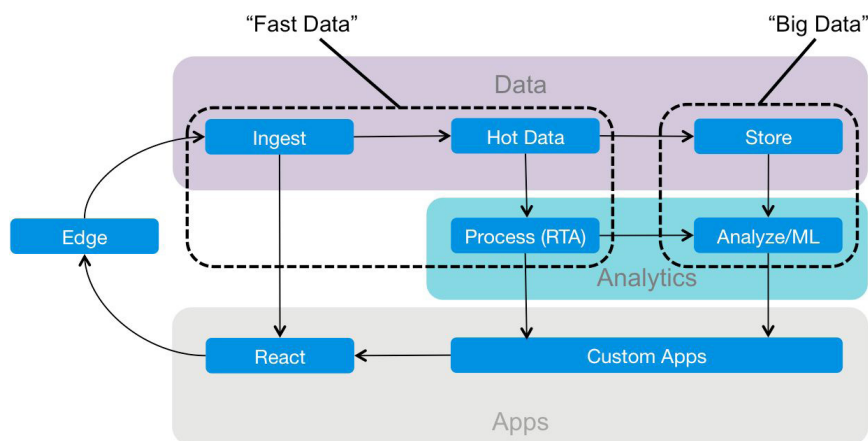 “Fast Data”
“Big Data”
Data
Ingest
Hot Data
Store
Edge
Process (RTA)
Analyze/ML
Analytics
React
Custom Apps
Apps